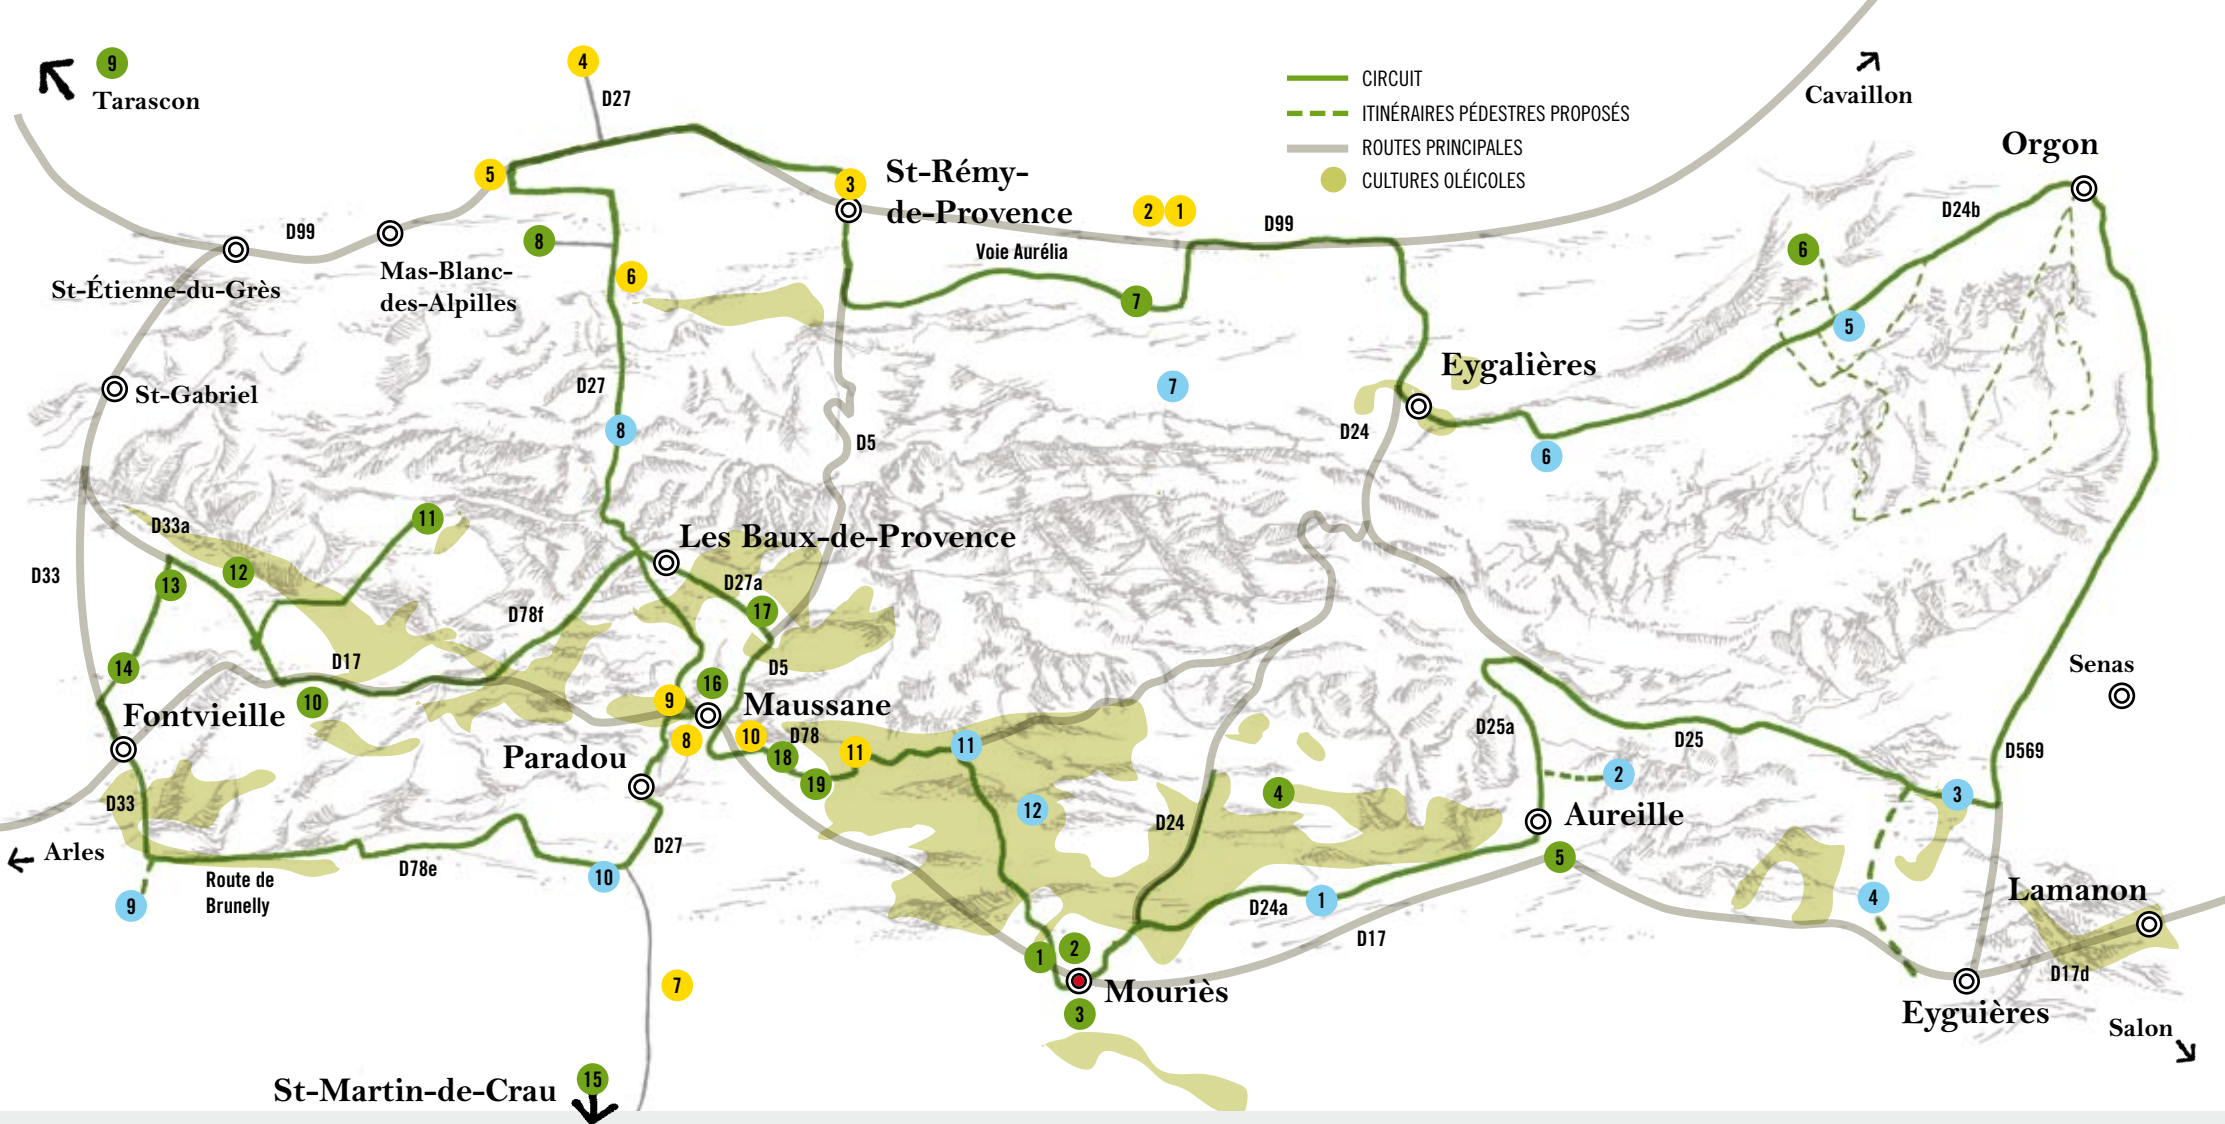 9
Tarascon
4
D27
CIRCUIT
ITINÉRAIRES PÉDESTRES PROPOSÉS
ROUTES PRINCIPALES
CULTURES OLÉICOLES
Cavaillon
Orgon
5
3
St-Rémy-
de-Provence
2
1
D99
D24b
D99
8
Voie Aurélia
6
St-Étienne-du-Grès
Mas-Blanc-
des-Alpilles
6
7
5
St-Gabriel
D27
7
Eygalières
8
D5
D24
6
D33a
11
Les Baux-de-Provence
D33
12
13
D27a
D78f
17
14
D17
D5
Senas
10
16
9
Fontvieille
Maussane
D25a
D25
D569
8
10
D78
11
11
Paradou
18
19
2
D33
12
4
3
D24
Aureille
Arles
D27
5
Route de
Brunelly
D78e
10
9
D24a
1
4
Lamanon
D17
1
2
D17d
7
Mouriès
3
Eyguières
Salon
15
St-Martin-de-Crau